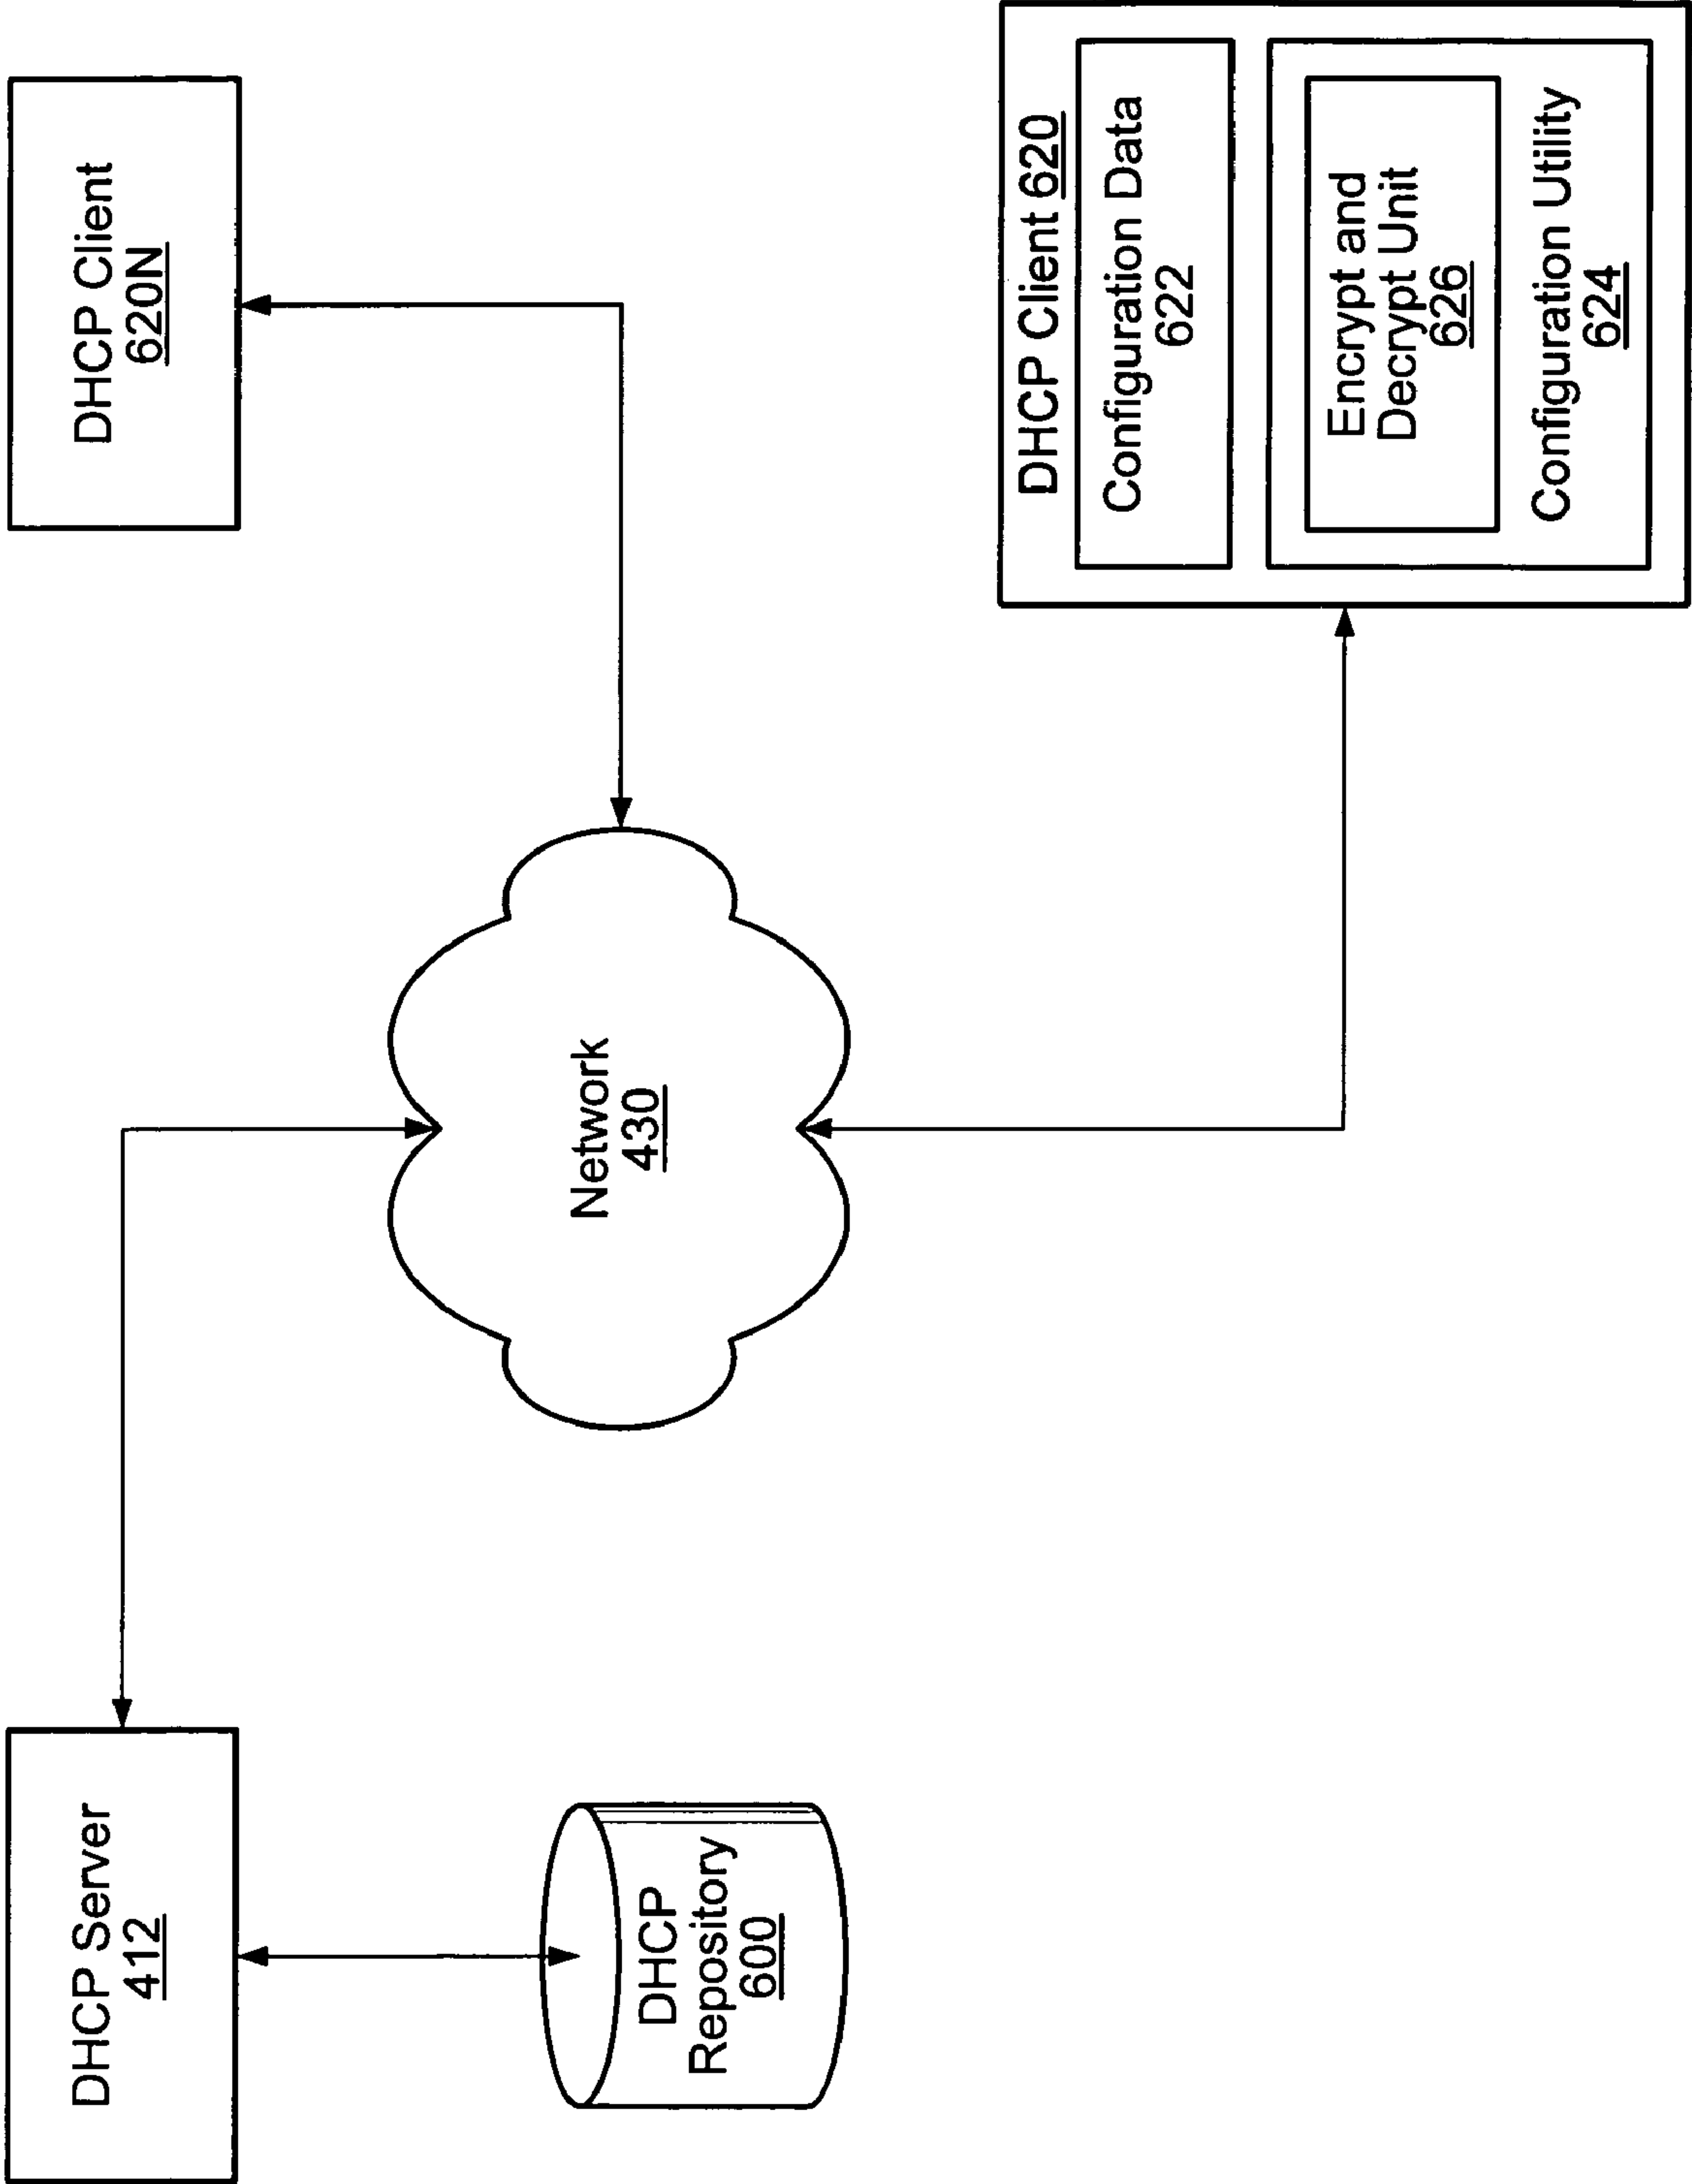 DHCP Server
412
DHCP
Repository
600
Network
430
DHCP Client
620N
DHCP Client 620
Configuration Data
622
Encrypt and
Decrypt Unit
626
Configuration Utility
624